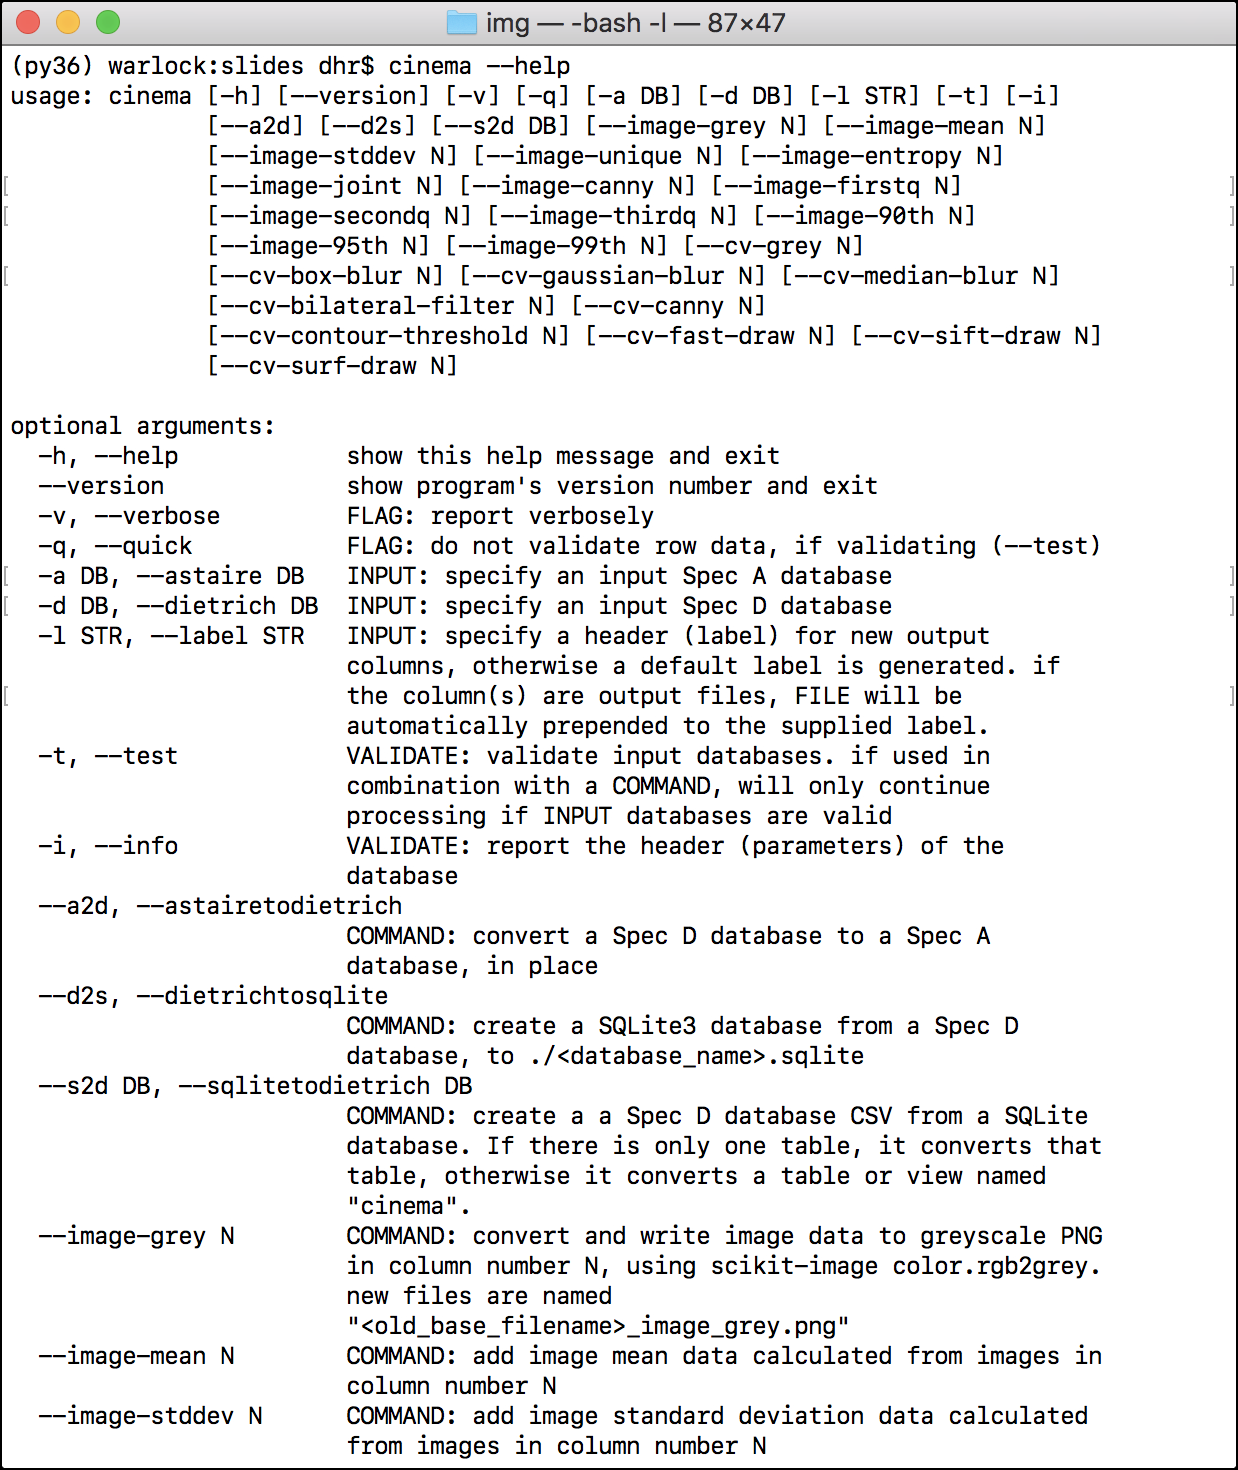 img — -bash -l — 87×47
(py36) warlock:slides dhr$ cinema --help
usage: cinema [-h] [--version] [-v] [-q] [-a DB] [-d DB] [-l STR] [-t] [-i]
              [--a2d] [--d2s] [--s2d DB] [--image-grey N] [--image-mean N]
              [--image-stddev N] [--image-unique N] [--image-entropy N]
              [--image-joint N] [--image-canny N] [--image-firstq N]
              [--image-secondq N] [--image-thirdq N] [--image-90th N]
              [--image-95th N] [--image-99th N] [--cv-grey N]
              [--cv-box-blur N] [--cv-gaussian-blur N] [--cv-median-blur N]
              [--cv-bilateral-filter N] [--cv-canny N]
              [--cv-contour-threshold N] [--cv-fast-draw N] [--cv-sift-draw N]
              [--cv-surf-draw N]

optional arguments:
  -h, --help            show this help message and exit
  --version             show program's version number and exit
  -v, --verbose         FLAG: report verbosely
  -q, --quick           FLAG: do not validate row data, if validating (--test)
  -a DB, --astaire DB   INPUT: specify an input Spec A database
  -d DB, --dietrich DB  INPUT: specify an input Spec D database
  -l STR, --label STR   INPUT: specify a header (label) for new output
                        columns, otherwise a default label is generated. if
                        the column(s) are output files, FILE will be
                        automatically prepended to the supplied label.
  -t, --test            VALIDATE: validate input databases. if used in
                        combination with a COMMAND, will only continue
                        processing if INPUT databases are valid
  -i, --info            VALIDATE: report the header (parameters) of the
                        database
  --a2d, --astairetodietrich
                        COMMAND: convert a Spec D database to a Spec A
                        database, in place
  --d2s, --dietrichtosqlite
                        COMMAND: create a SQLite3 database from a Spec D
                        database, to ./<database_name>.sqlite
  --s2d DB, --sqlitetodietrich DB
                        COMMAND: create a a Spec D database CSV from a SQLite
                        database. If there is only one table, it converts that
                        table, otherwise it converts a table or view named
                        "cinema".
  --image-grey N        COMMAND: convert and write image data to greyscale PNG
                        in column number N, using scikit-image color.rgb2grey.
                        new files are named
                        "<old_base_filename>_image_grey.png"
  --image-mean N        COMMAND: add image mean data calculated from images in
                        column number N
  --image-stddev N      COMMAND: add image standard deviation data calculated
                        from images in column number N